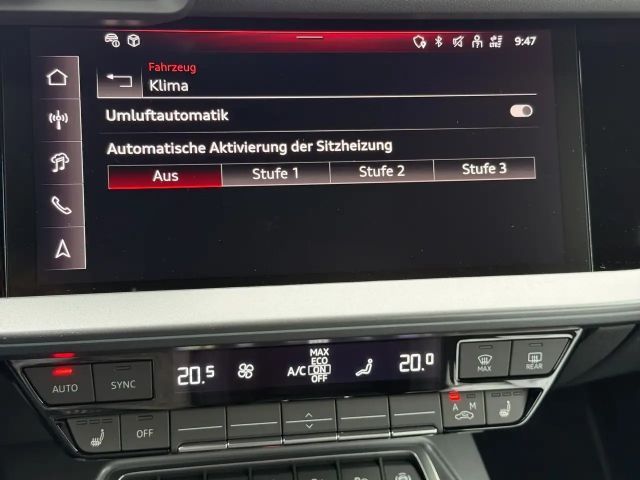 9:47
Fahrzeug
Klima
Umluftautomatik
Automatische Aktivierung der Sitzheizung
Aus Stufe 1 Stufe 2 Stufe 3
20.5 A/C MAX ECO ON OFF 20.0
AUTO SYNC MAX REAR
OFF A M